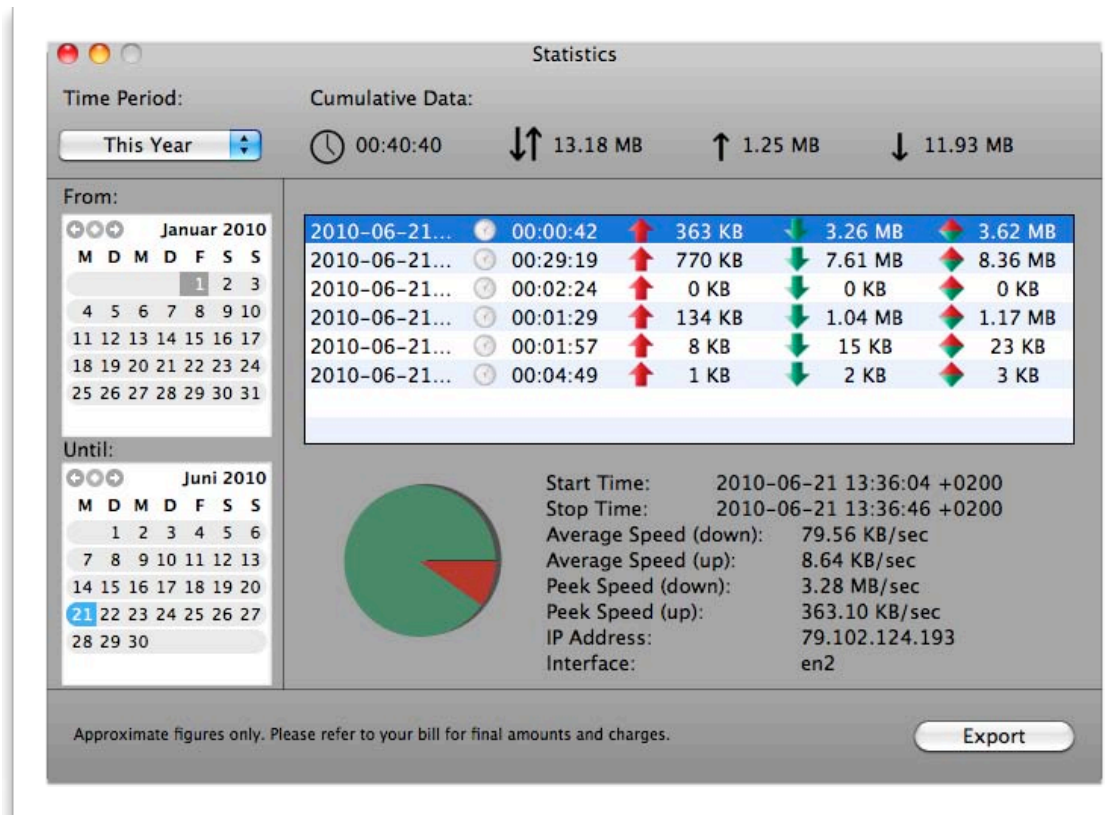 Statistics
Time Period:
Cumulative Data:
This Year
00:40:40 13.18 MB 1.25 MB 11.93 MB
From:
Januar 2010
M D M D F S S
1 2 3
4 5 6 7 8 9 10
11 12 13 14 15 16 17
18 19 20 21 22 23 24
25 26 27 28 29 30 31
Until:
Juni 2010
M D M D F S S
1 2 3 4 5 6
7 8 9 10 11 12 13
14 15 16 17 18 19 20
21 22 23 24 25 26 27
28 29 30
2010-06-21... 00:00:42 363 KB 3.26 MB 3.62 MB
2010-06-21... 00:29:19 770 KB 7.61 MB 8.36 MB
2010-06-21... 00:02:24 0 KB 0 KB 0 KB
2010-06-21... 00:01:29 134 KB 1.04 MB 1.17 MB
2010-06-21... 00:01:57 8 KB 15 KB 23 KB
2010-06-21... 00:04:49 1 KB 2 KB 3 KB
Start Time: 2010-06-21 13:36:04 +0200
Stop Time: 2010-06-21 13:36:46 +0200
Average Speed (down): 79.56 KB/sec
Average Speed (up): 8.64 KB/sec
Peek Speed (down): 3.28 MB/sec
Peek Speed (up): 363.10 KB/sec
IP Address: 79.102.124.193
Interface: en2
Approximate figures only. Please refer to your bill for final amounts and charges.
Export